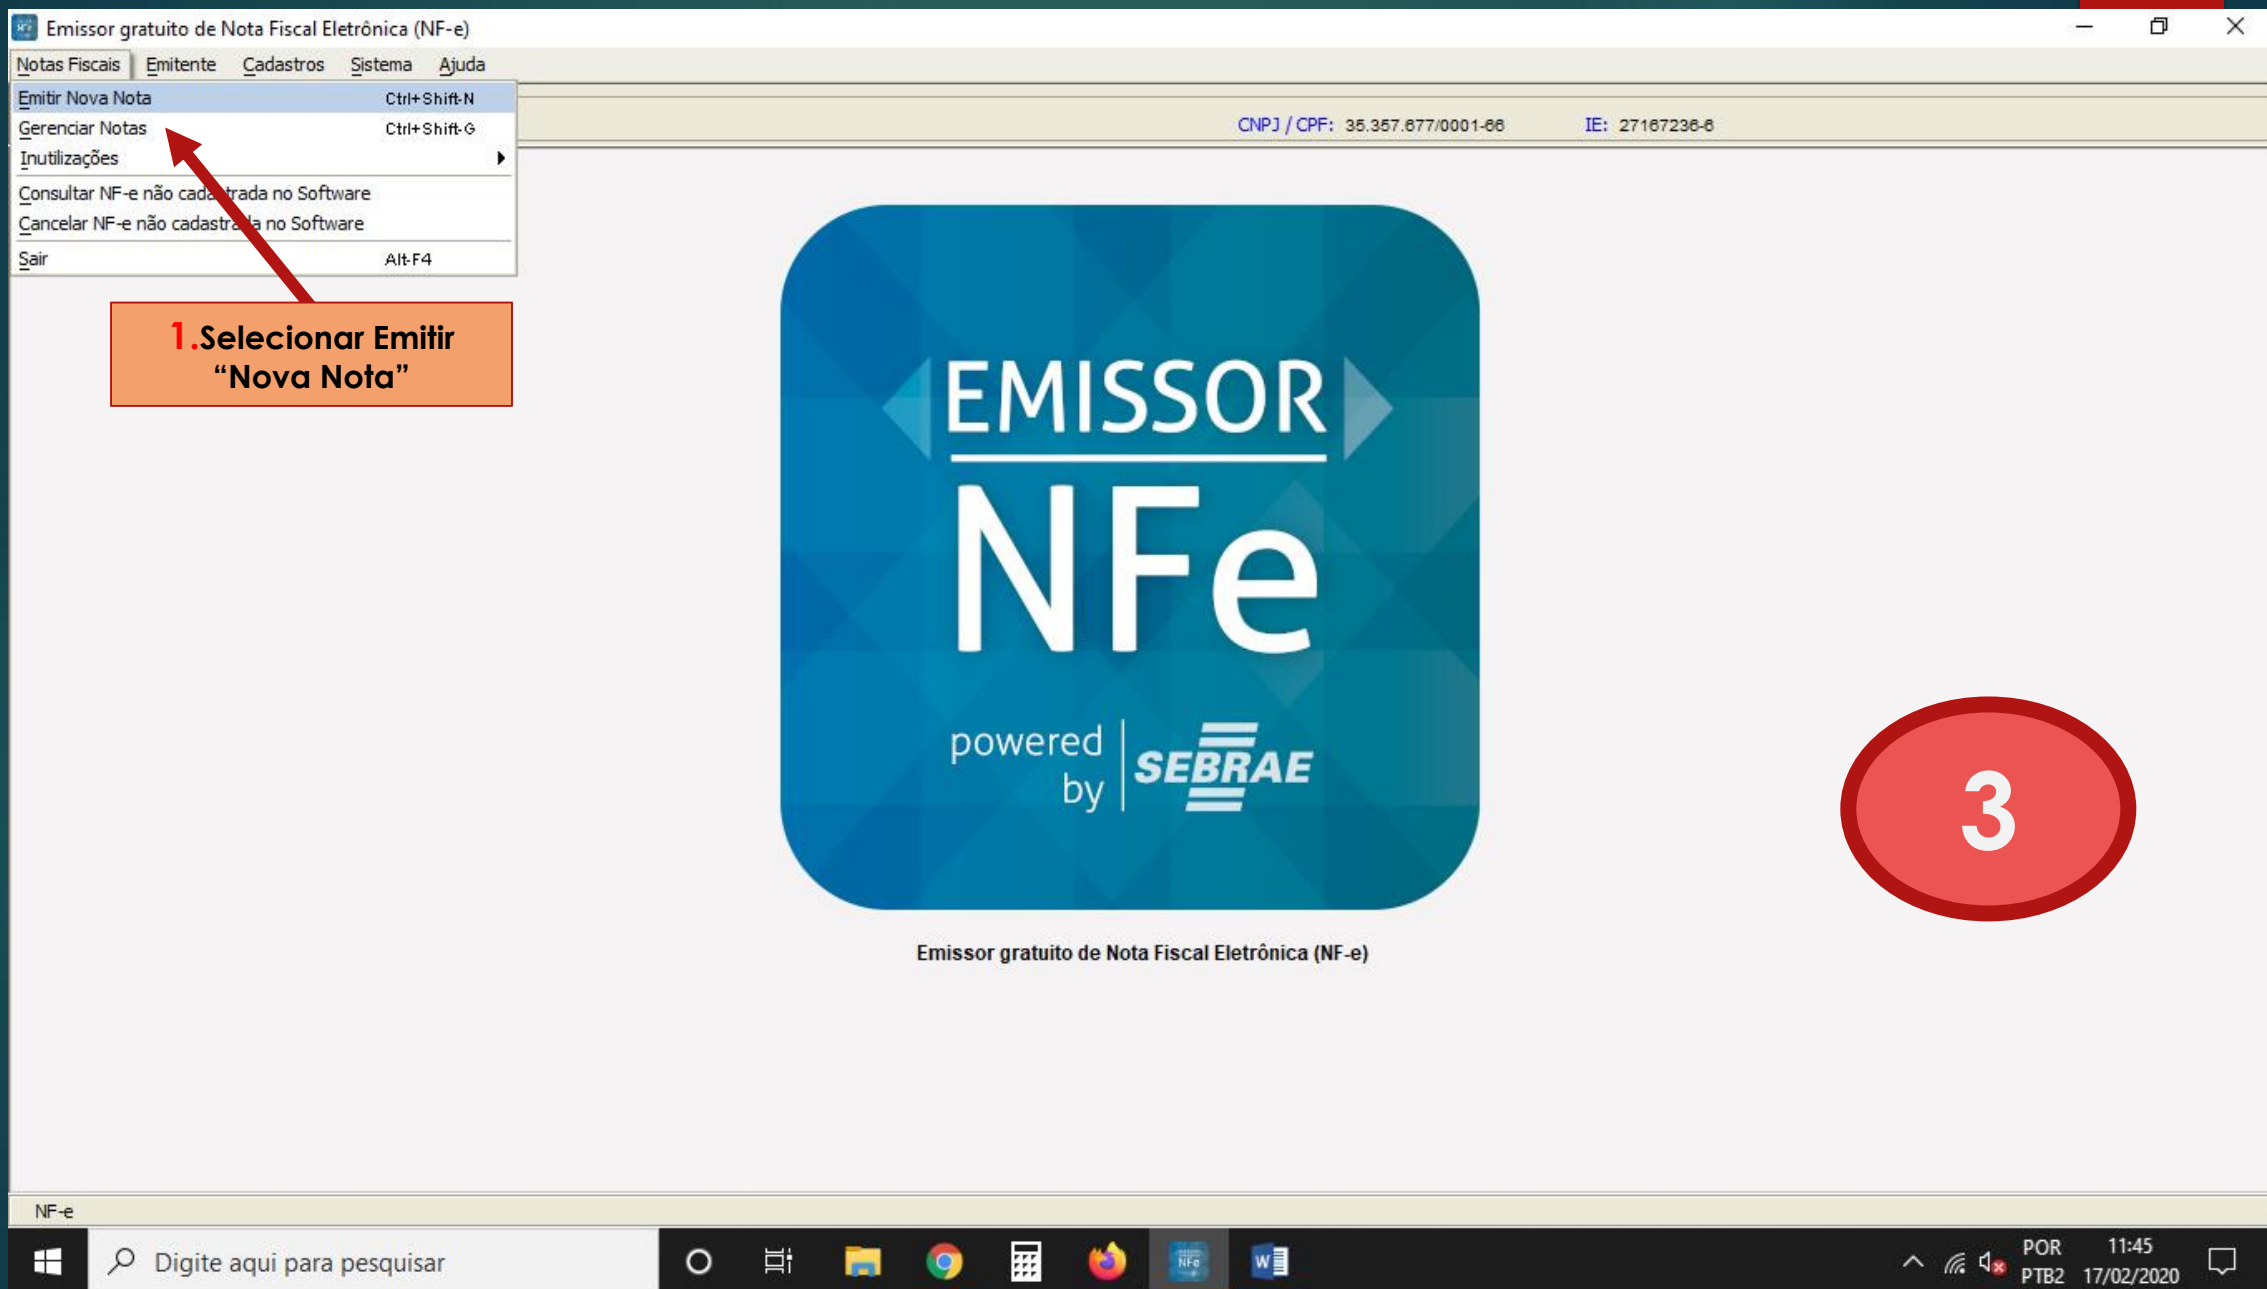 Emissor gratuito de Nota Fiscal Eletrônica (NF-e)
Notas Fiscais Emitente Cadastros Sistema Ajuda
Emitir Nova Nota Ctrl+Shift-N
Gerenciar Notas Ctrl+Shift-G
Inutilizações
Consultar NF-e não cadastrada no Software
Cancelar NF-e não cadastrada no Software
Sair Alt-F4
CNPJ / CPF: 35.357.677/0001-66 IE: 27167236-6
1.Selecionar Emitir
“Nova Nota”
EMISSOR
NFe
powered
by
SEBRAE
3
Emissor gratuito de Nota Fiscal Eletrônica (NF-e)
NF-e
Digite aqui para pesquisar
NFe
W
POR
PTB2
11:45
17/02/2020